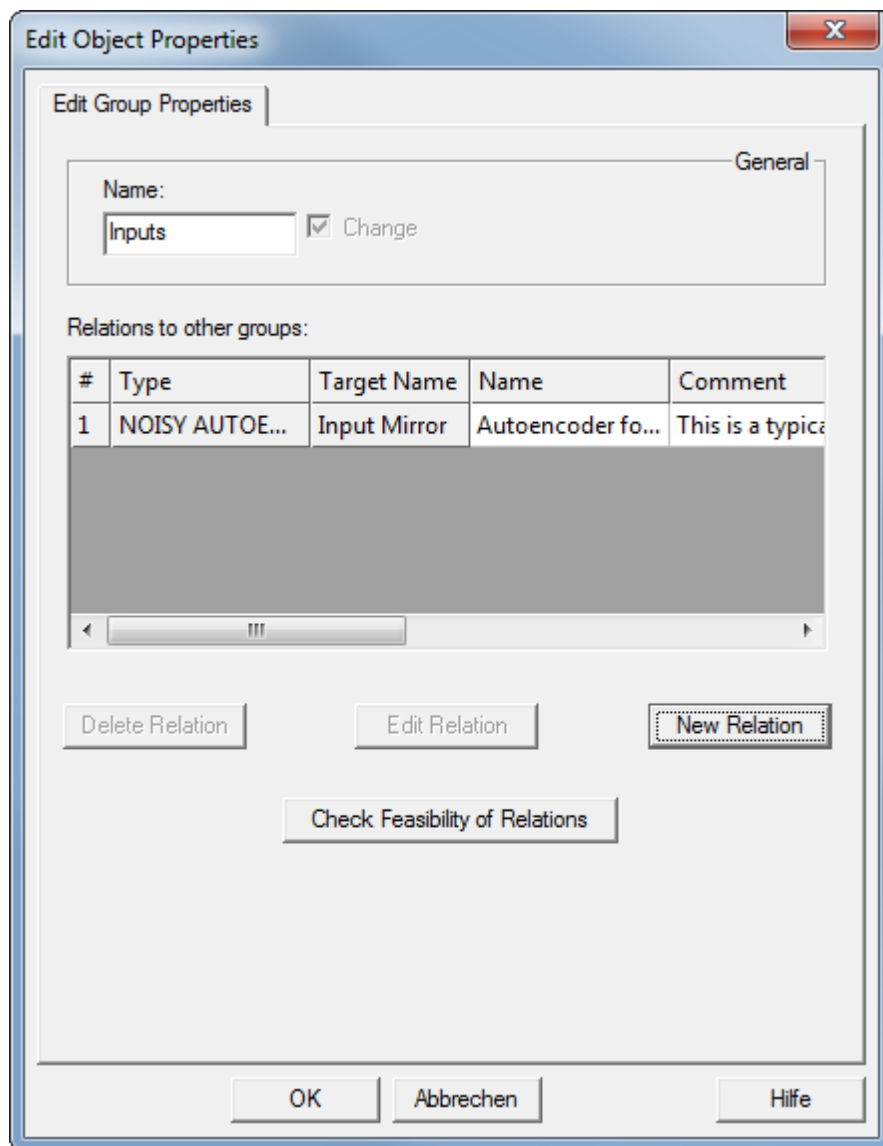 Edit Object Properties
Edit Group Properties
General
Name:
Inputs Change
Relations to other groups:
# Type Target Name Name Comment
1 NOISY AUTOE... Input Mirror Autoencoder fo... This is a typica
Delete Relation Edit Relation New Relation
Check Feasibility of Relations
OK Abbrechen Hilfe